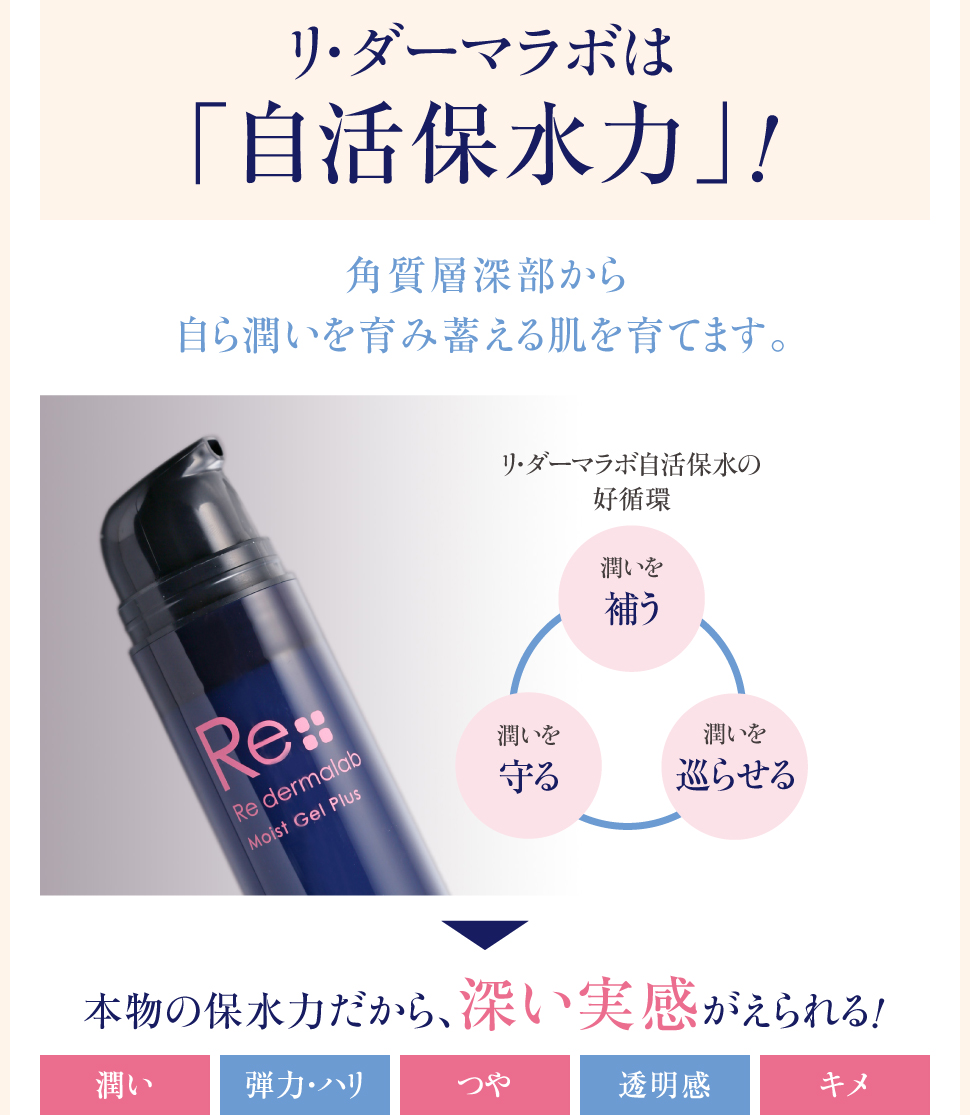 リ・ダーマラボは
「自活保水力」!
角質層深部から
自ら潤いを育み蓄える肌を育てます。
リ・ダーマラボ自活保水の
好循環
潤いを
補う
潤いを
守る
潤いを
巡らせる
Re
Re dermalab
Moist Gel Plus
本物の保水力だから、深い実感がえられる!
潤い
弾力・ハリ
つや
透明感
キメ